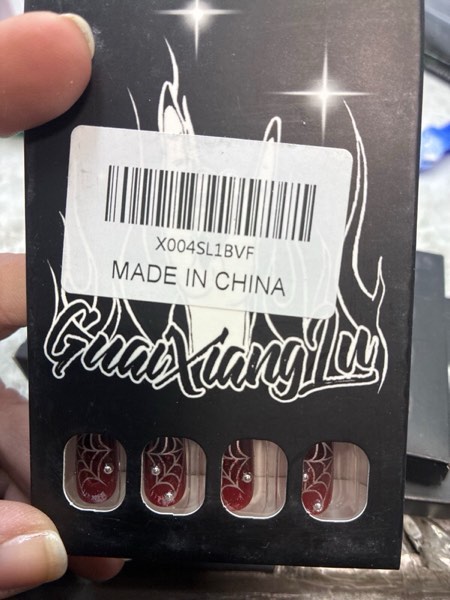 X004SL1BVF
MADE IN CHINA
GuaiXiangLu